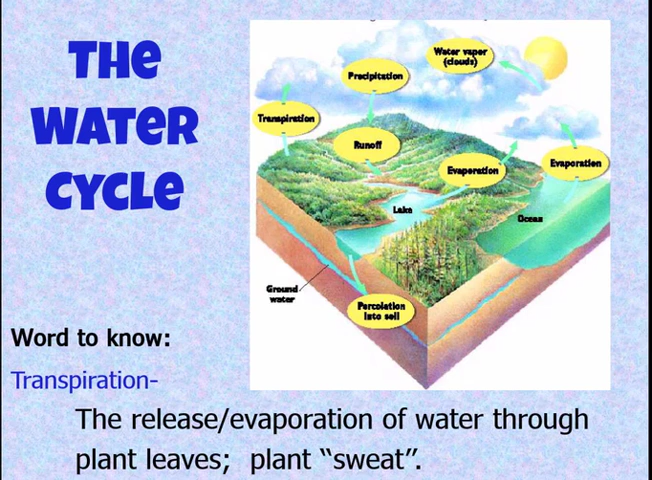 THE
WATER
CYCLE
Water vapor
(clouds)
Precipitation
Transpiration
Runoff
Evaporation
Evaporation
Lake
Ocean
Ground
water
Percolation
into soil
Word to know:
Transpiration-
The release/evaporation of water through
plant leaves;  plant “sweat”.